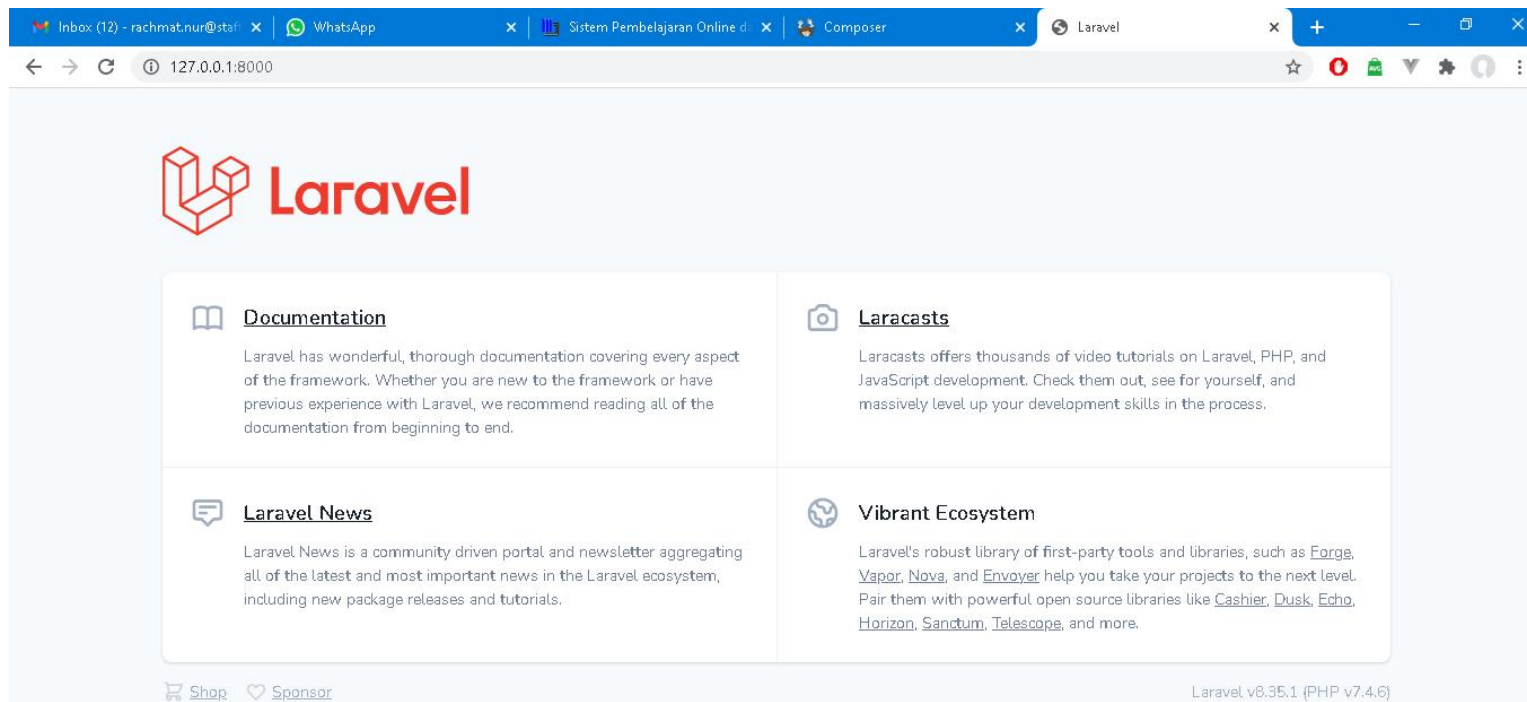 Inbox (12) - rachmat.nur@staf
WhatsApp
Sistem Pembelajaran Online d
Composer
Laravel
127.0.0.1:8000
Laravel
Documentation
Laravel has wonderful, thorough documentation covering every aspect
of the framework. Whether you are new to the framework or have
previous experience with Laravel, we recommend reading all of the
documentation from beginning to end.
Laracasts
Laracasts offers thousands of video tutorials on Laravel, PHP, and
JavaScript development. Check them out, see for yourself, and
massively level up your development skills in the process.
Laravel News
Laravel News is a community driven portal and newsletter aggregating
all of the latest and most important news in the Laravel ecosystem,
including new package releases and tutorials.
Vibrant Ecosystem
Laravel's robust library of first-party tools and libraries, such as Forge,
Vapor, Nova, and Envoyer help you take your projects to the next level.
Pair them with powerful open source libraries like Cashier, Dusk, Echo,
Horizon, Sanctum, Telescope, and more.
Shop
Sponsor
Laravel v8.35.1 (PHP v7.4.6)